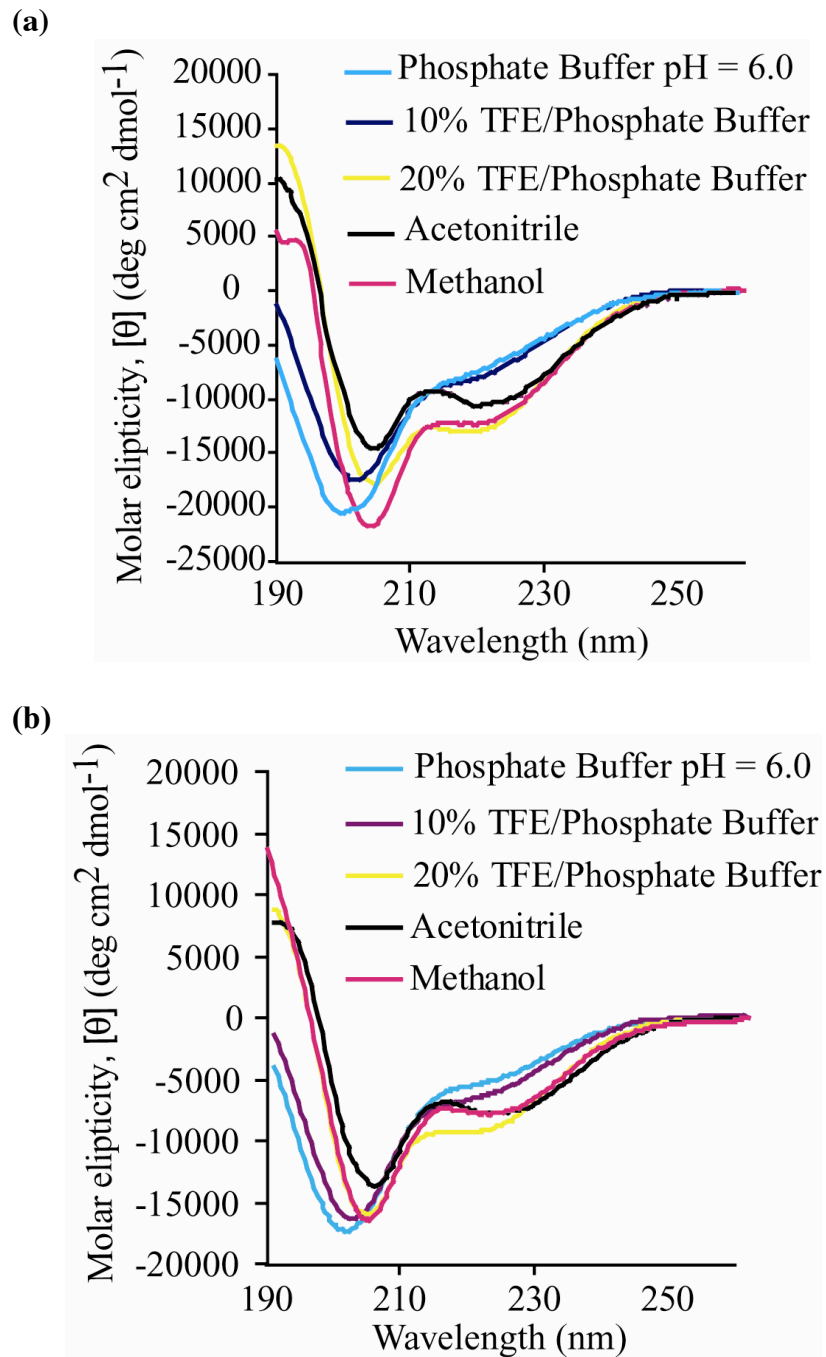 (a)
20000
15000
10000
5000
0
-5000
-10000
-15000
-20000
-25000
Molar elipticity, [θ] (deg cm2 dmol-1)
Phosphate Buffer pH = 6.0
10% TFE/Phosphate Buffer
20% TFE/Phosphate Buffer
Acetonitrile
Methanol
190 210 230 250
Wavelength (nm)
(b)
20000
15000
10000
5000
0
-5000
-10000
-15000
-20000
Molar elipticity, [θ] (deg cm2 dmol-1)
Phosphate Buffer pH = 6.0
10% TFE/Phosphate Buffer
20% TFE/Phosphate Buffer
Acetonitrile
Methanol
190 210 230 250
Wavelength (nm)